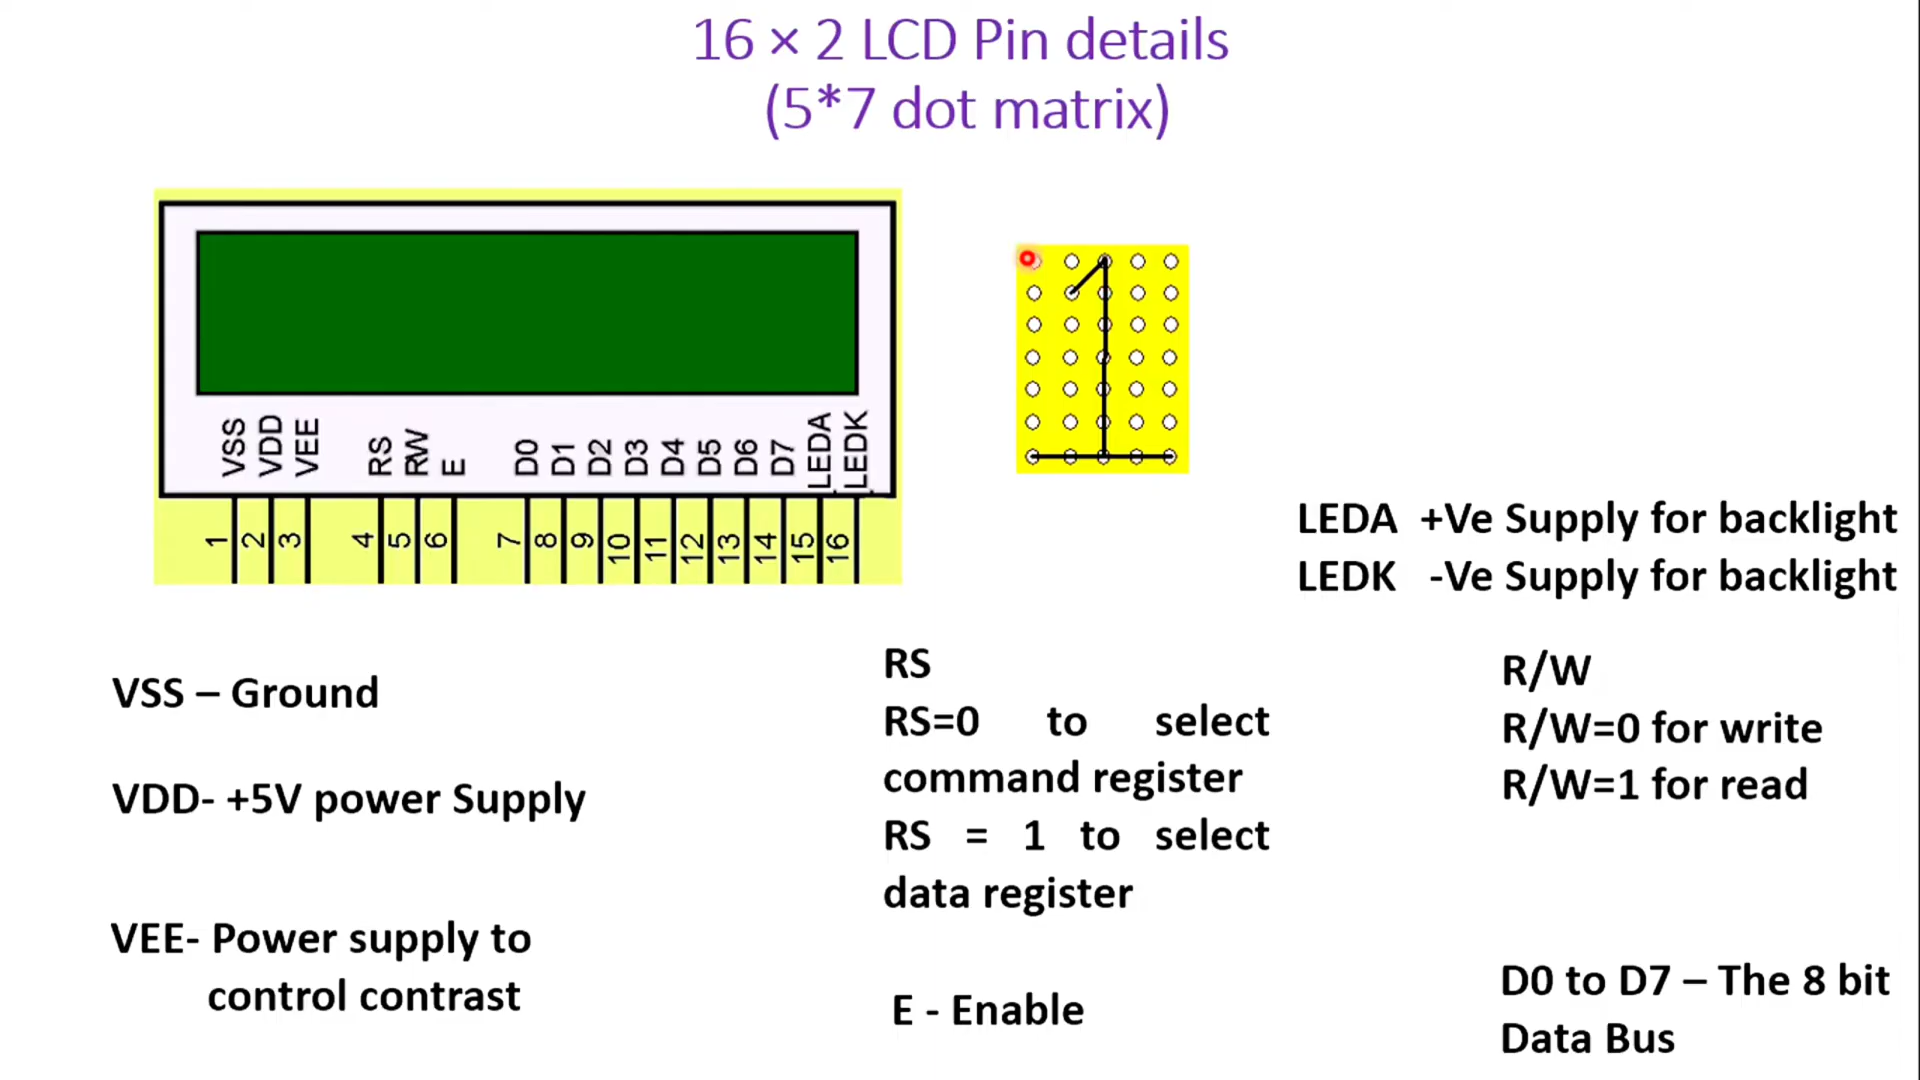 16 × 2 LCD Pin details
(5*7 dot matrix)
VSS
VDD
VEE
RS
RW
E
D0
D1
D2
D3
D4
D5
D6
D7
LEDA
LEDK
1
2
3
4
5
6
7
8
9
10
11
12
13
14
15
16
LEDA +Ve Supply for backlight
LEDK -Ve Supply for backlight
VSS – Ground
VDD- +5V power Supply
VEE- Power supply to
control contrast
RS
RS=0 to select
command register
RS = 1 to select
data register
E - Enable
R/W
R/W=0 for write
R/W=1 for read
D0 to D7 – The 8 bit
Data Bus